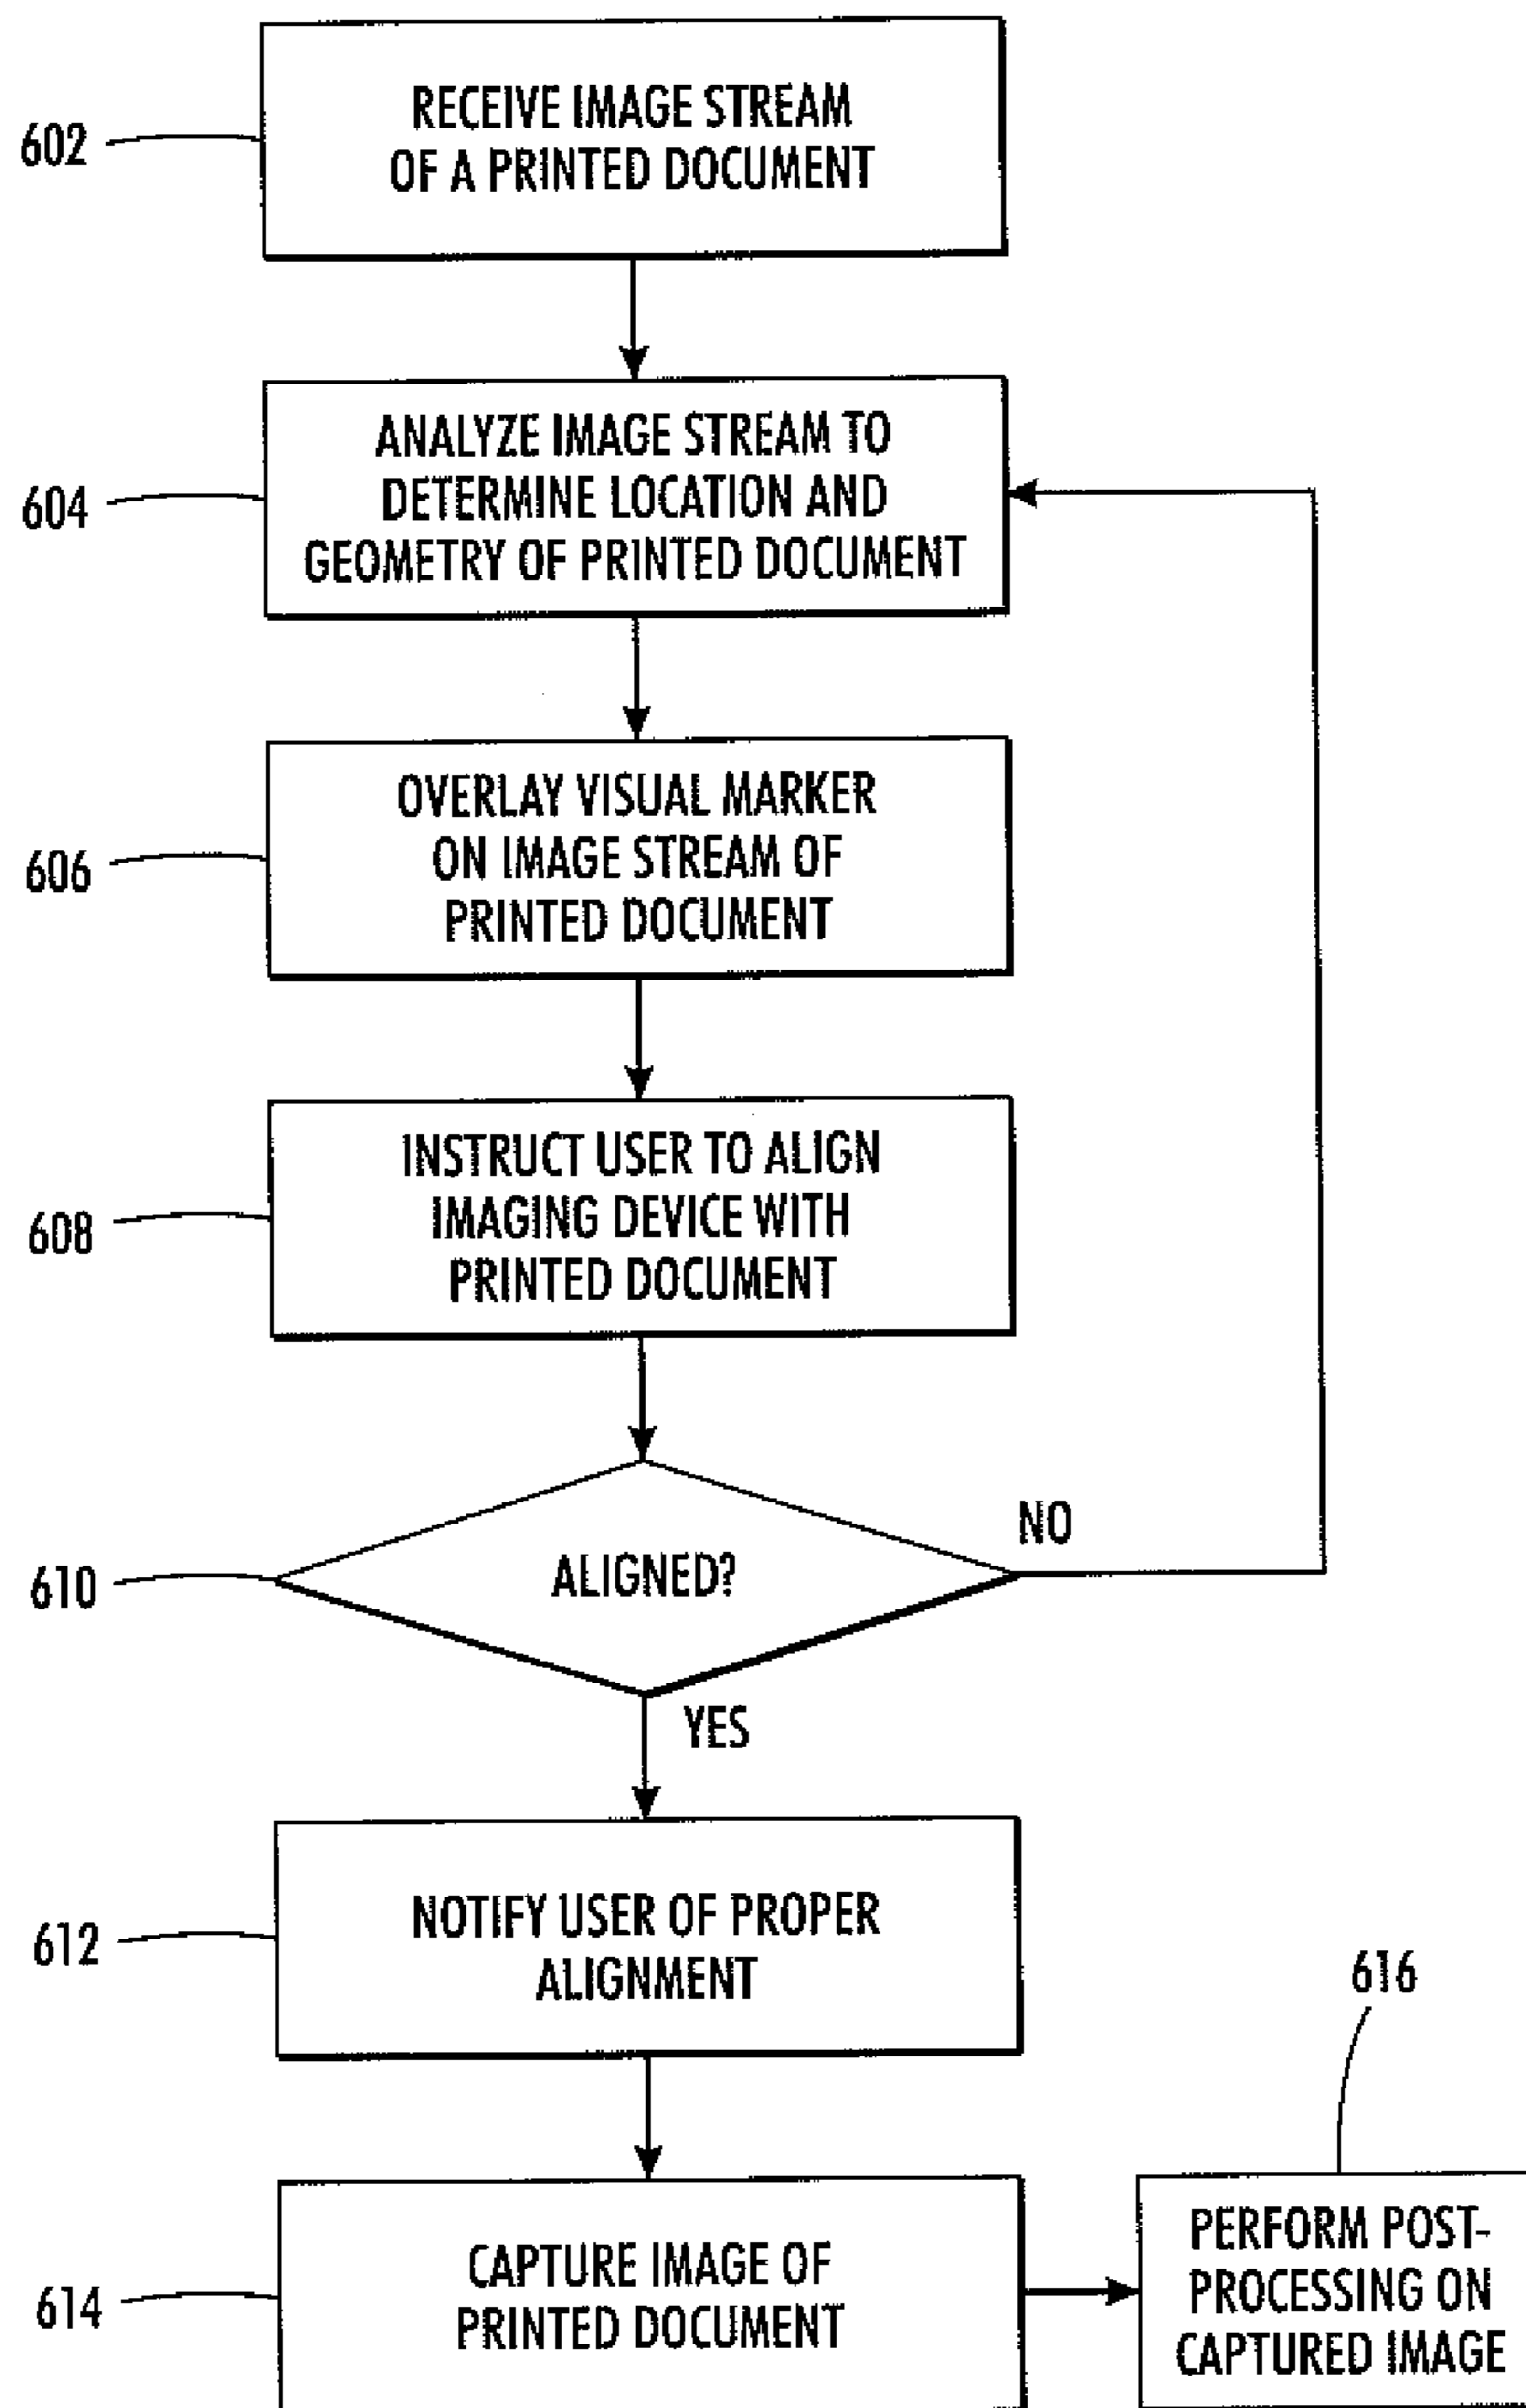 602
RECEIVE IMAGE STREAM
OF A PRINTED DOCUMENT
604
ANALYZE IMAGE STREAM TO
DETERMINE LOCATION AND
GEOMETRY OF PRINTED DOCUMENT
606
OVERLAY VISUAL MARKER
ON IMAGE STREAM OF
PRINTED DOCUMENT
608
INSTRUCT USER TO ALIGN
IMAGING DEVICE WITH
PRINTED DOCUMENT
610
ALIGNED?
NO
YES
612
NOTIFY USER OF PROPER
ALIGNMENT
614
CAPTURE IMAGE OF
PRINTED DOCUMENT
616
PERFORM POST-
PROCESSING ON
CAPTURED IMAGE